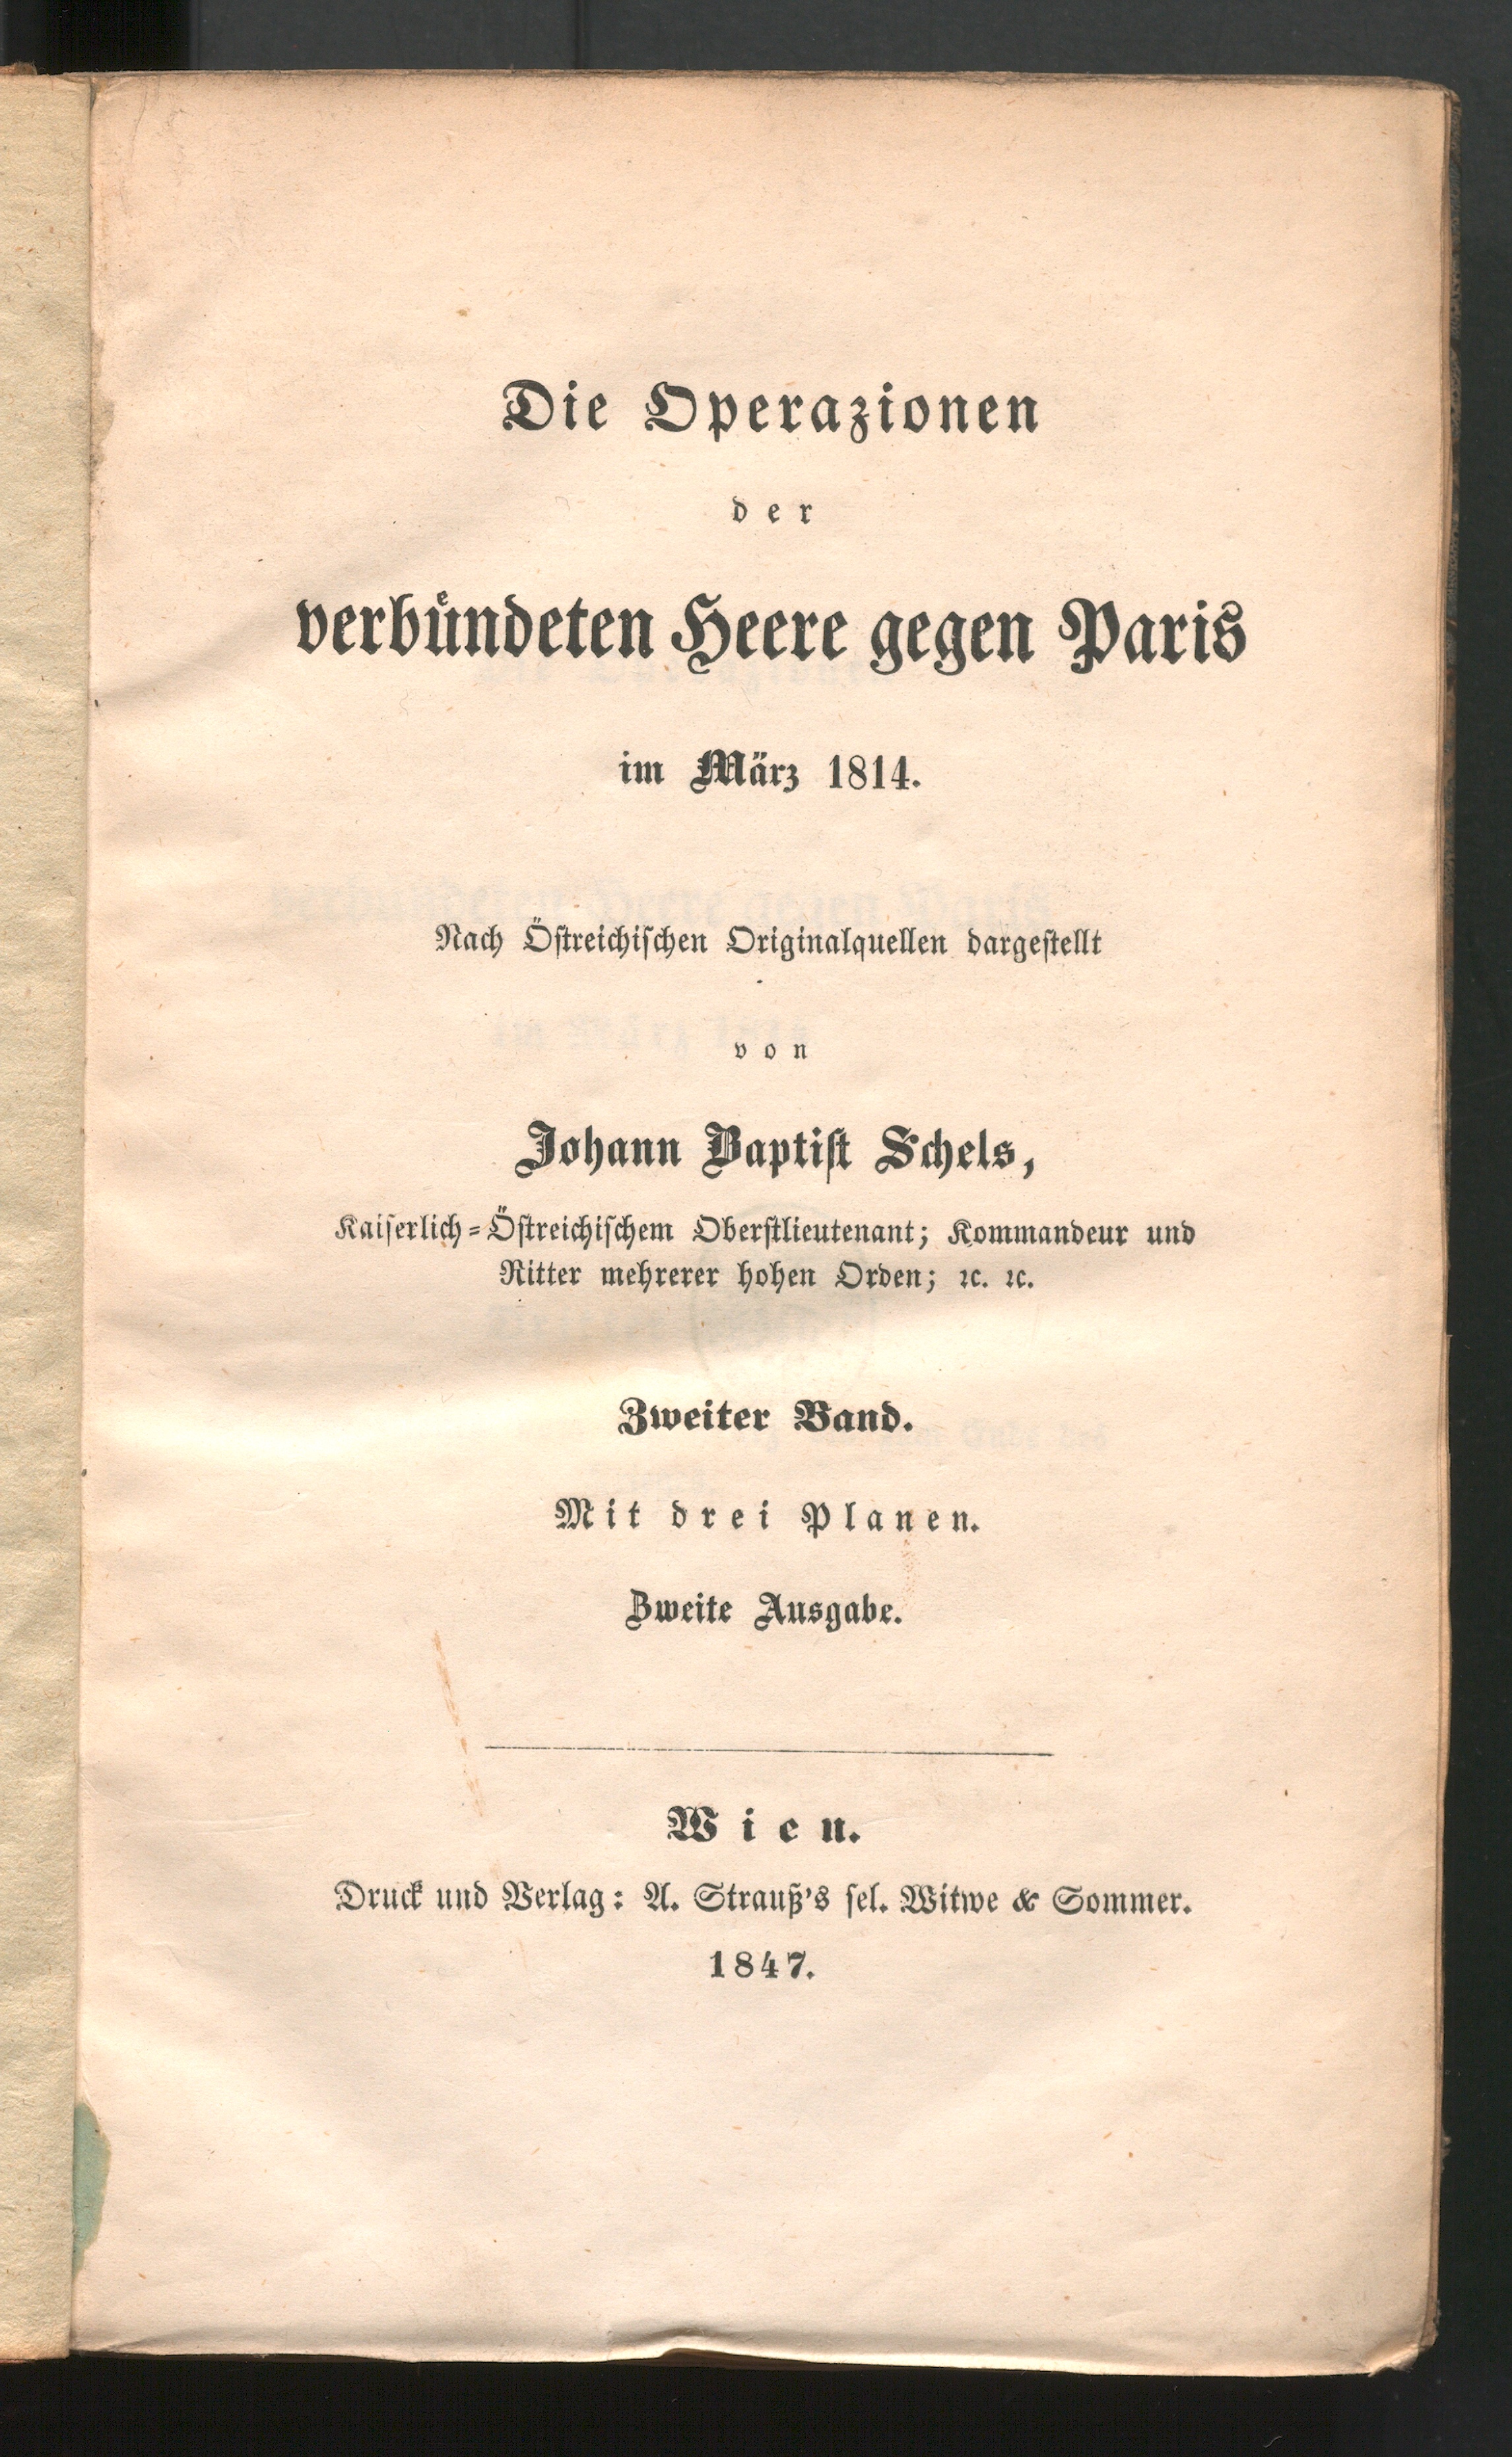 Die Operazionen
der
verbündeten Heere gegen Paris
im März 1814.
Nach Östreichischen Originalquellen dargestellt
von
Johann Baptist Schels,
Kaiserlich-Östreichischem Oberstlieutenant; Kommandeur und
Ritter mehrerer hohen Orden; ꝛc. ꝛc.
Zweiter Band.
Mit drei Planen.
Zweite Ausgabe.
Wien.
Druck und Verlag: A. Strauß's sel. Witwe & Sommer.
1847.